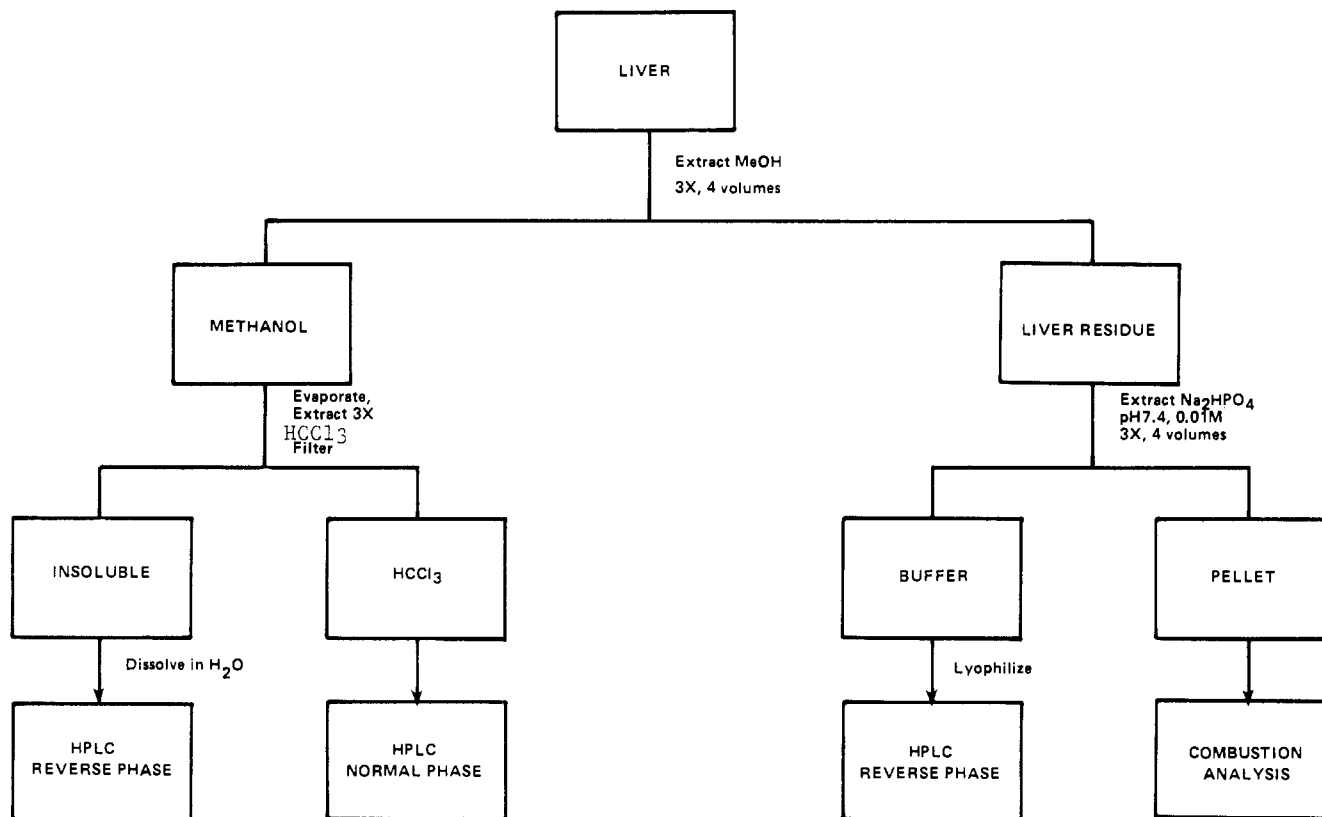 LIVER
Extract MeOH
3X, 4 volumes
METHANOL
LIVER RESIDUE
Evaporate,
Extract 3X
HCCl3
Filter
Extract Na2HPO4
pH7.4, 0.01M
3X, 4 volumes
INSOLUBLE
HCCl3
BUFFER
PELLET
Dissolve in H2O
Lyophilize
HPLC
REVERSE PHASE
HPLC
NORMAL PHASE
HPLC
REVERSE PHASE
COMBUSTION
ANALYSIS